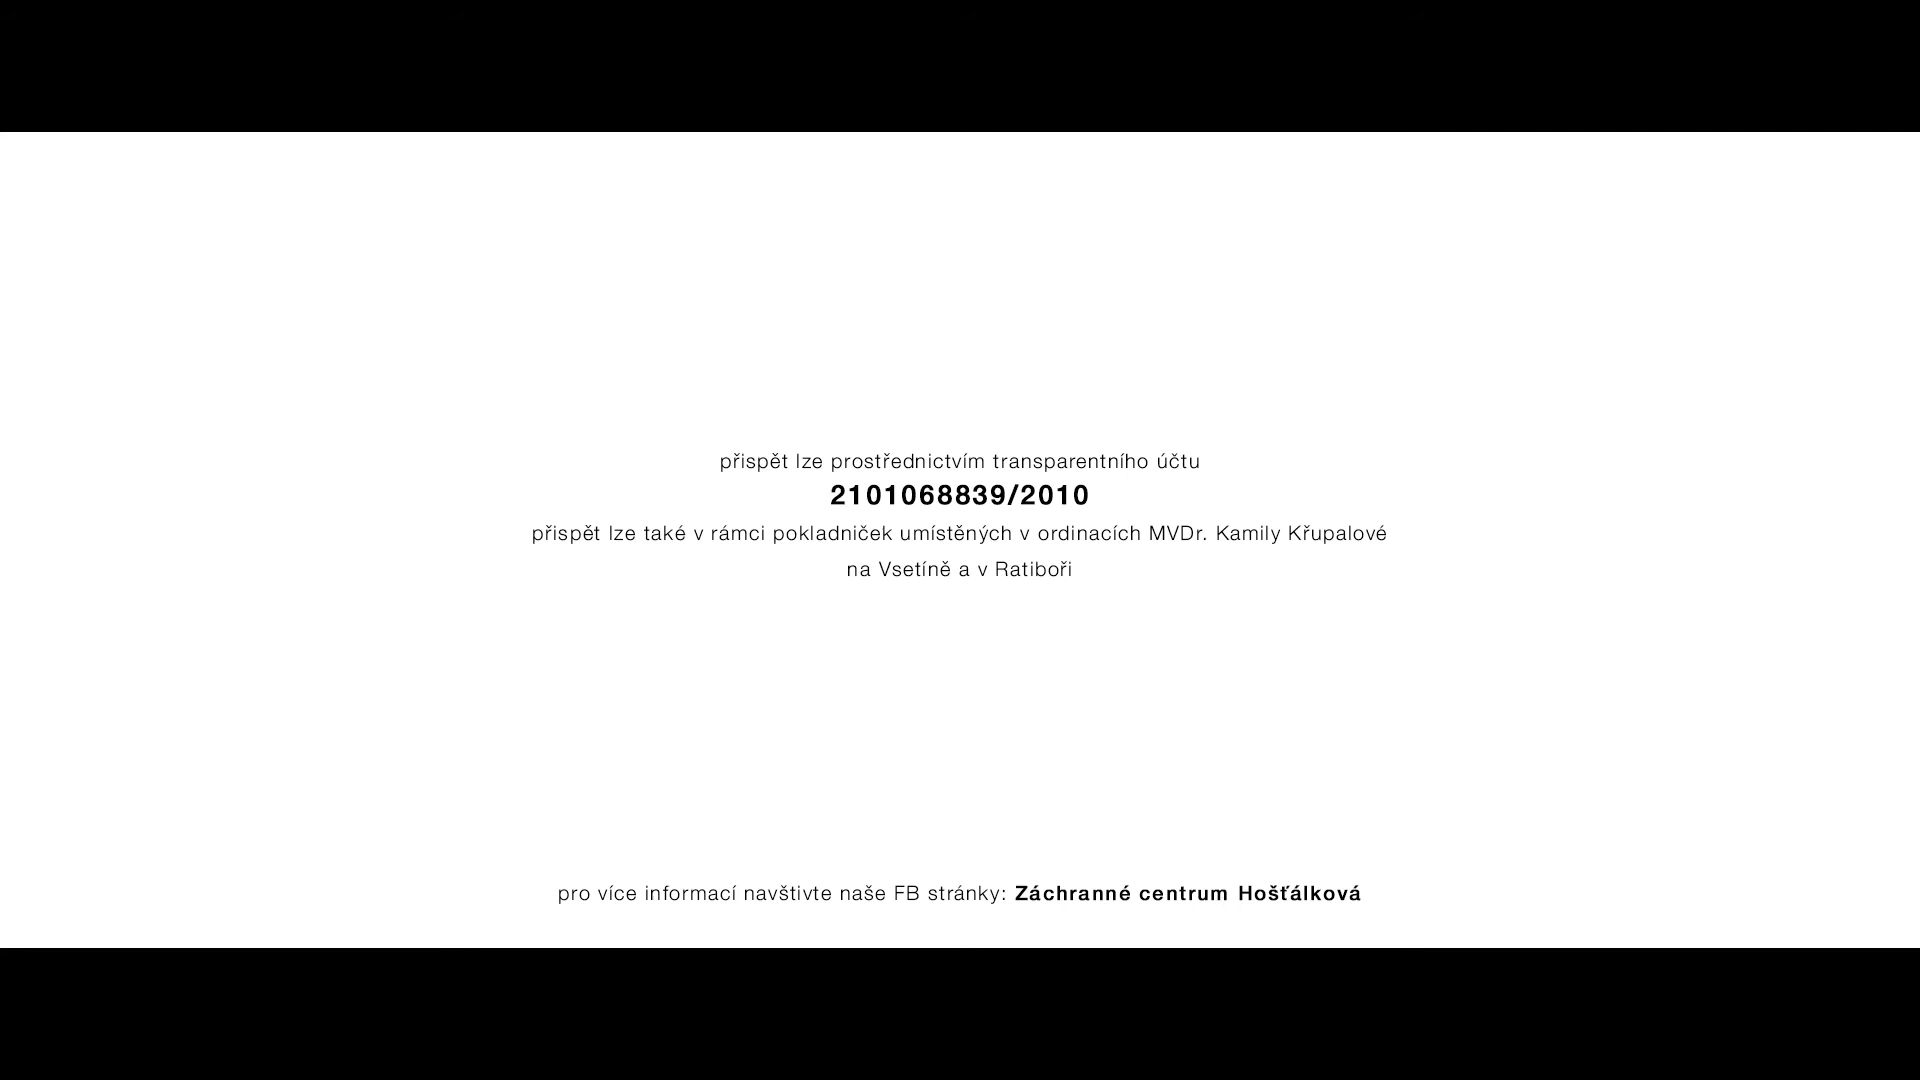 přispět lze prostřednictvím transparentního účtu
2101068839/2010
přispět lze také v rámci pokladniček umístěných v ordinacích MVDr. Kamily Křupalové
na Vsetíně a v Ratiboři
pro více informací navštivte naše FB stránky: Záchranné centrum Hošťálková